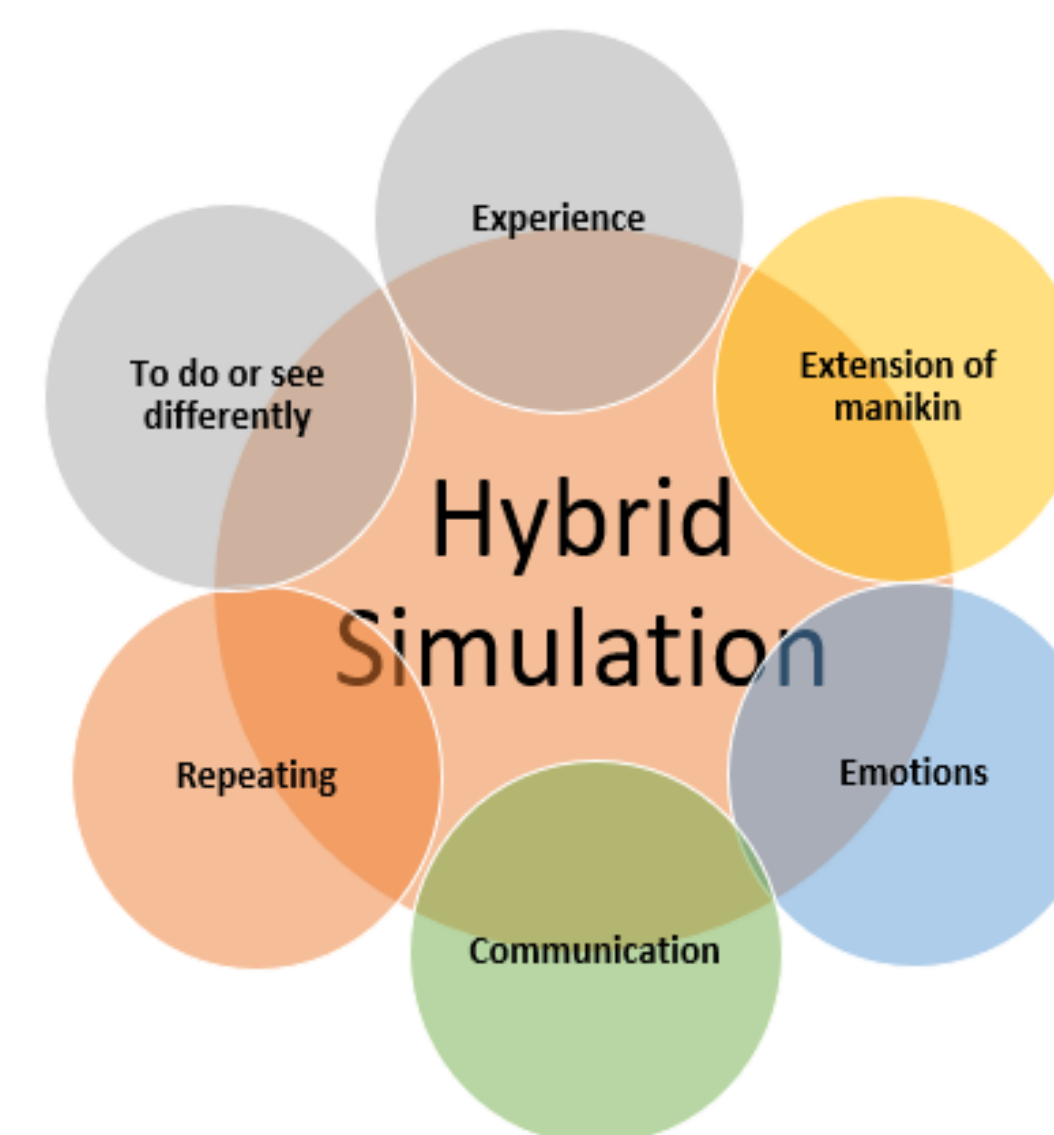 Experience
Extension of
manikin
To do or see
differently
Hybrid
Simulation
Repeating
Emotions
Communication